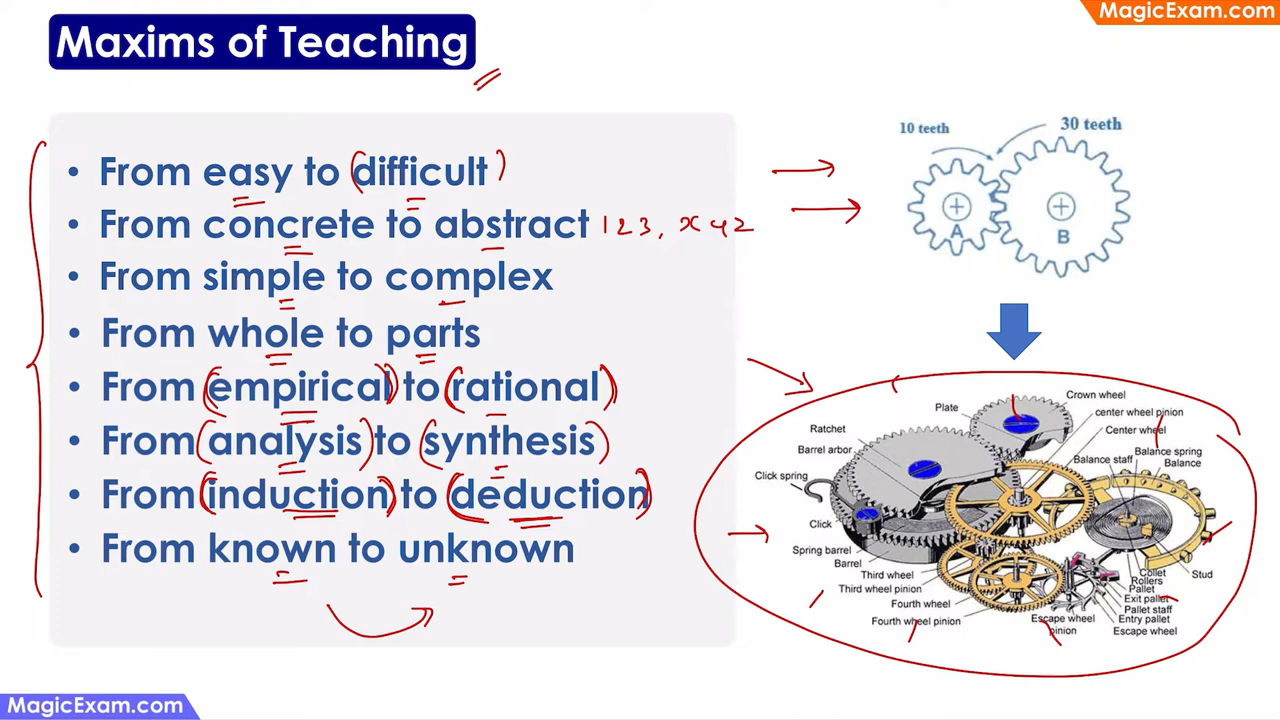 MagicExam.com
Maxims of Teaching
• From easy to (difficult)
• From concrete to abstract 123, x y z
• From simple to complex
• From whole to parts
• From (empirical) to (rational)
• From (analysis) to (synthesis)
• From (induction) to (deduction)
• From known to unknown
10 teeth
30 teeth
A
B
Plate
Crown wheel
center wheel pinion
Ratchet
Center wheel
Barrel arbor
Balance spring
Balance staff
Balance
Click spring
Click
Spring barrel
Barrel
Third wheel
Third wheel pinion
Fourth wheel
Fourth wheel pinion
Collet
Stud
Rollers
Pallet
Exit pallet
Pallet staff
Entry pallet
Escape wheel
Escape wheel
pinion
MagicExam.com